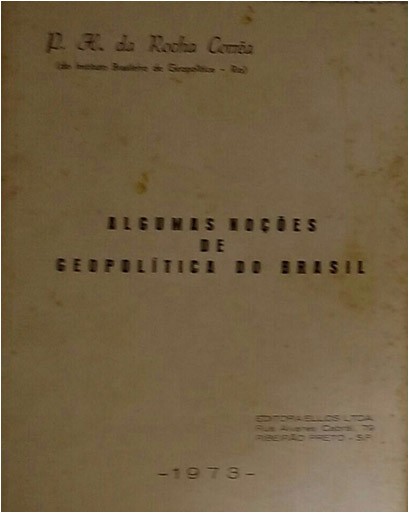 P. H. da Rocha Corrêa
(do Instituto Brasileiro de Geopolítica - Rio)
ALGUMAS NOÇÕES
DE
GEOPOLÍTICA DO BRASIL
EDITORA ELLOS LTDA.
Rua Alvares Cabral, 79
RIBEIRÃO PRETO - S.P.
-1973-